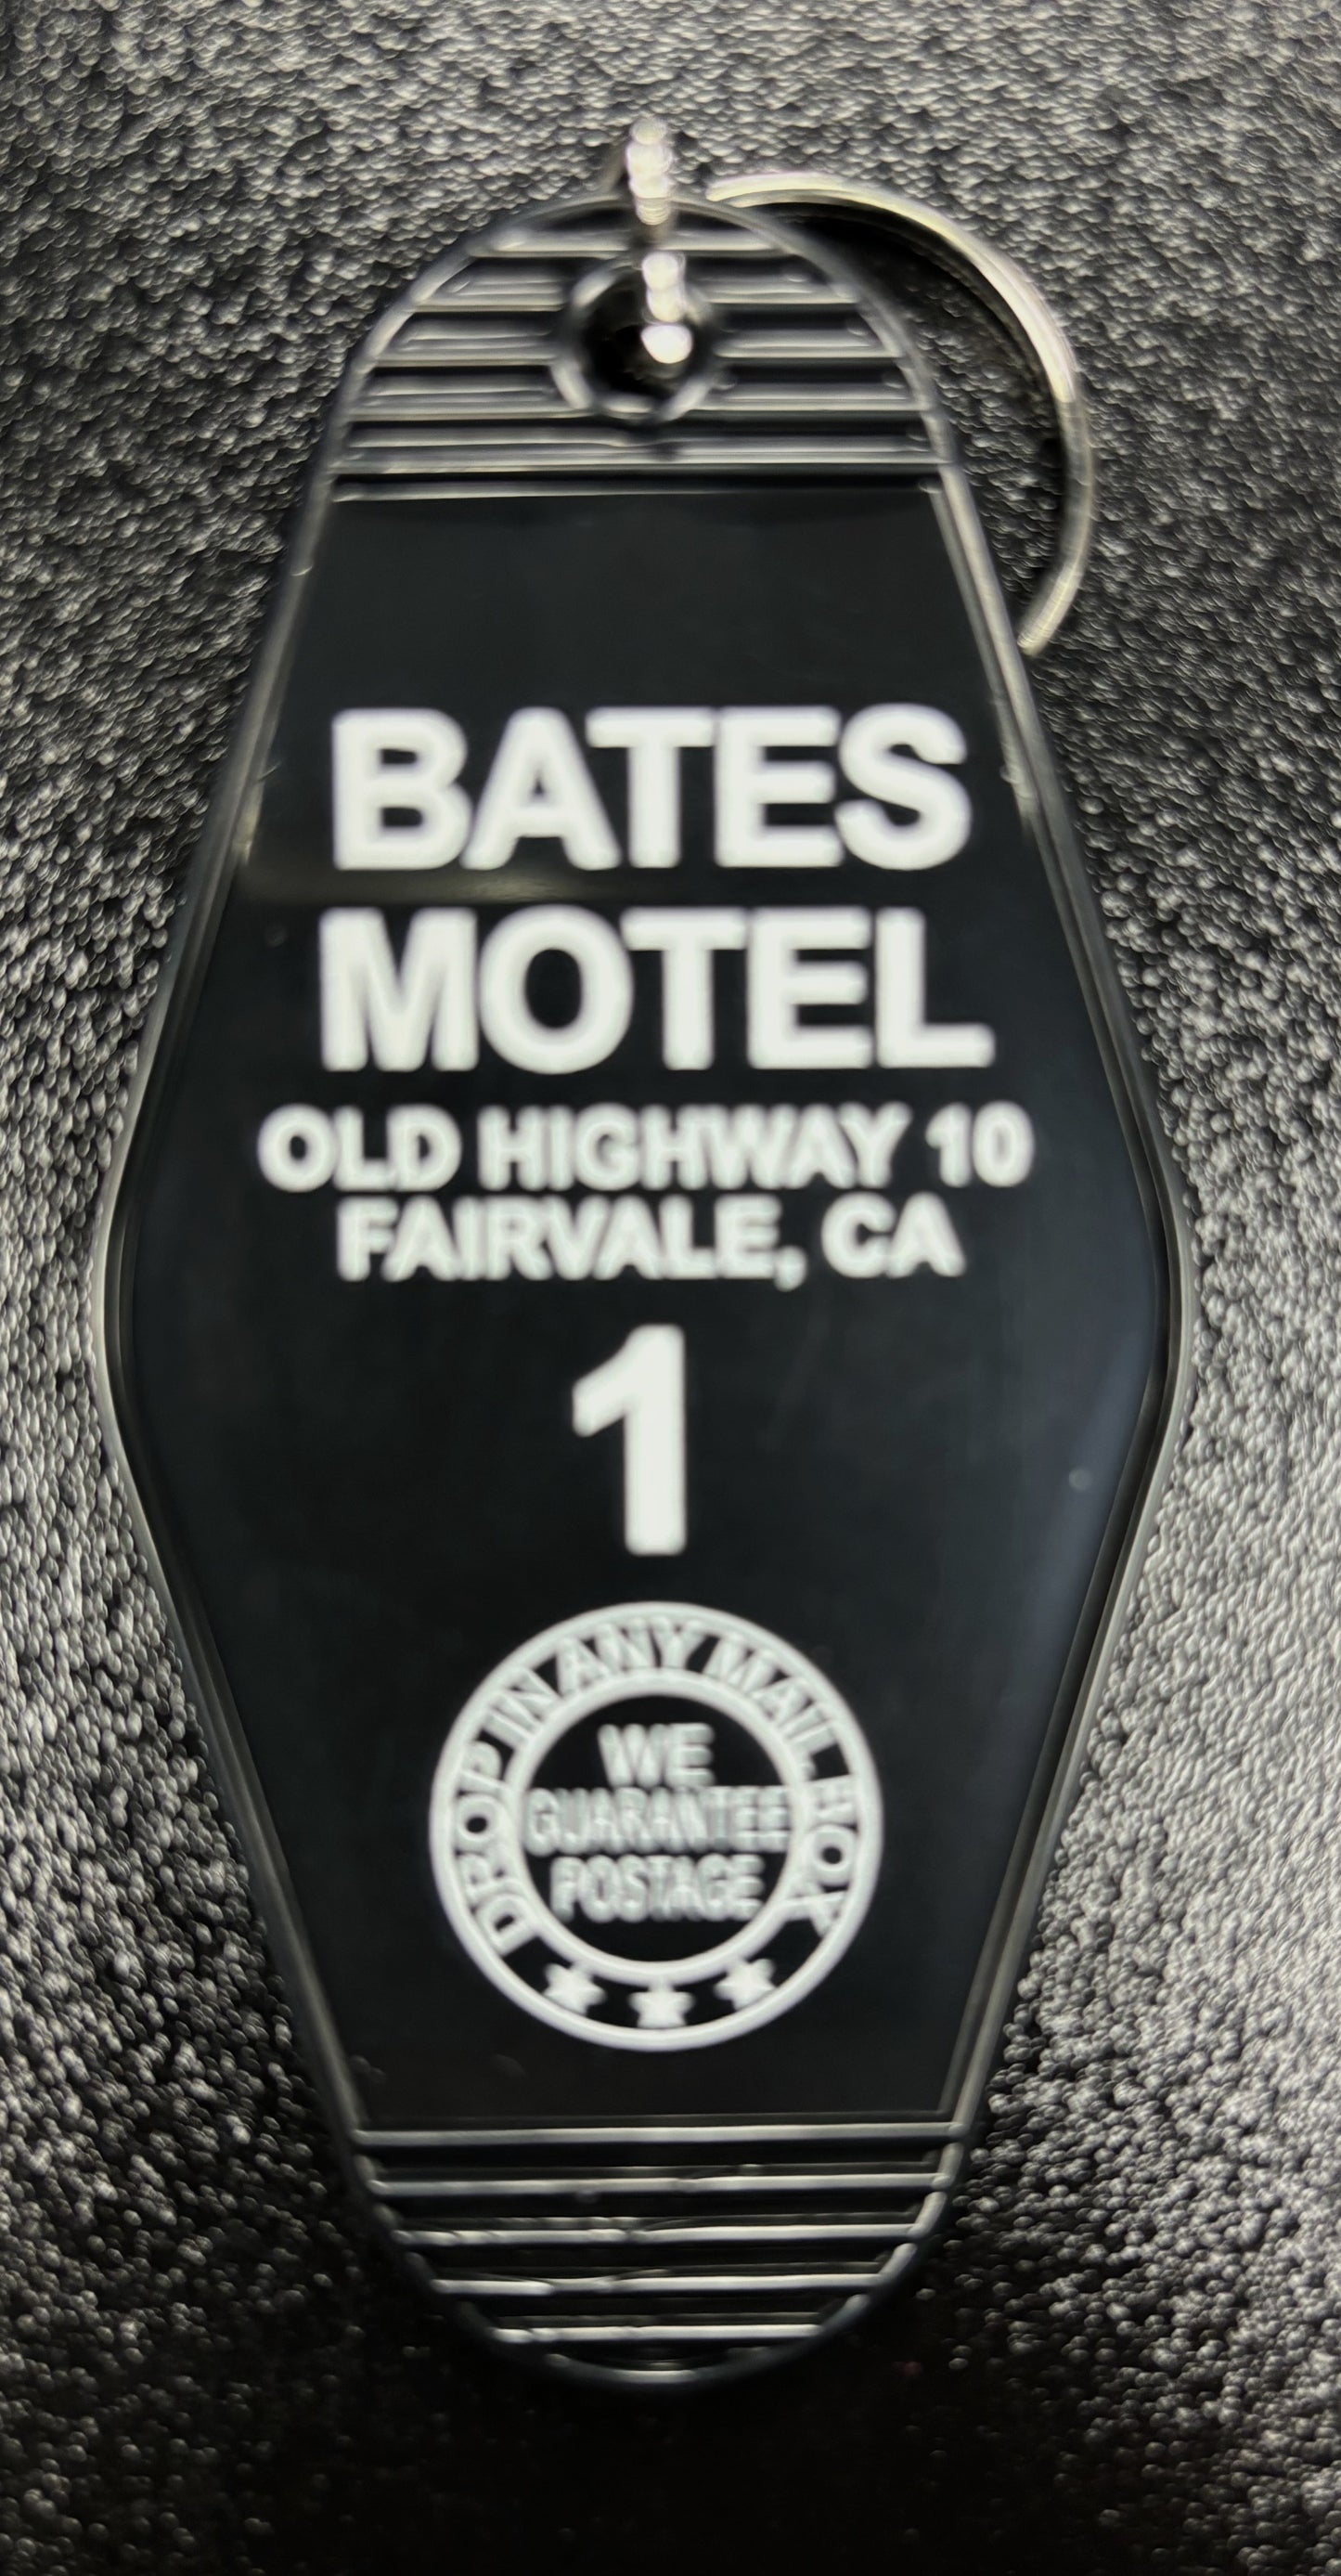 BATES
MOTEL
OLD HIGHWAY 10
FAIRVALE, CA
1
DROP IN ANY MAIL BOX
WE
GUARANTEE
POSTAGE